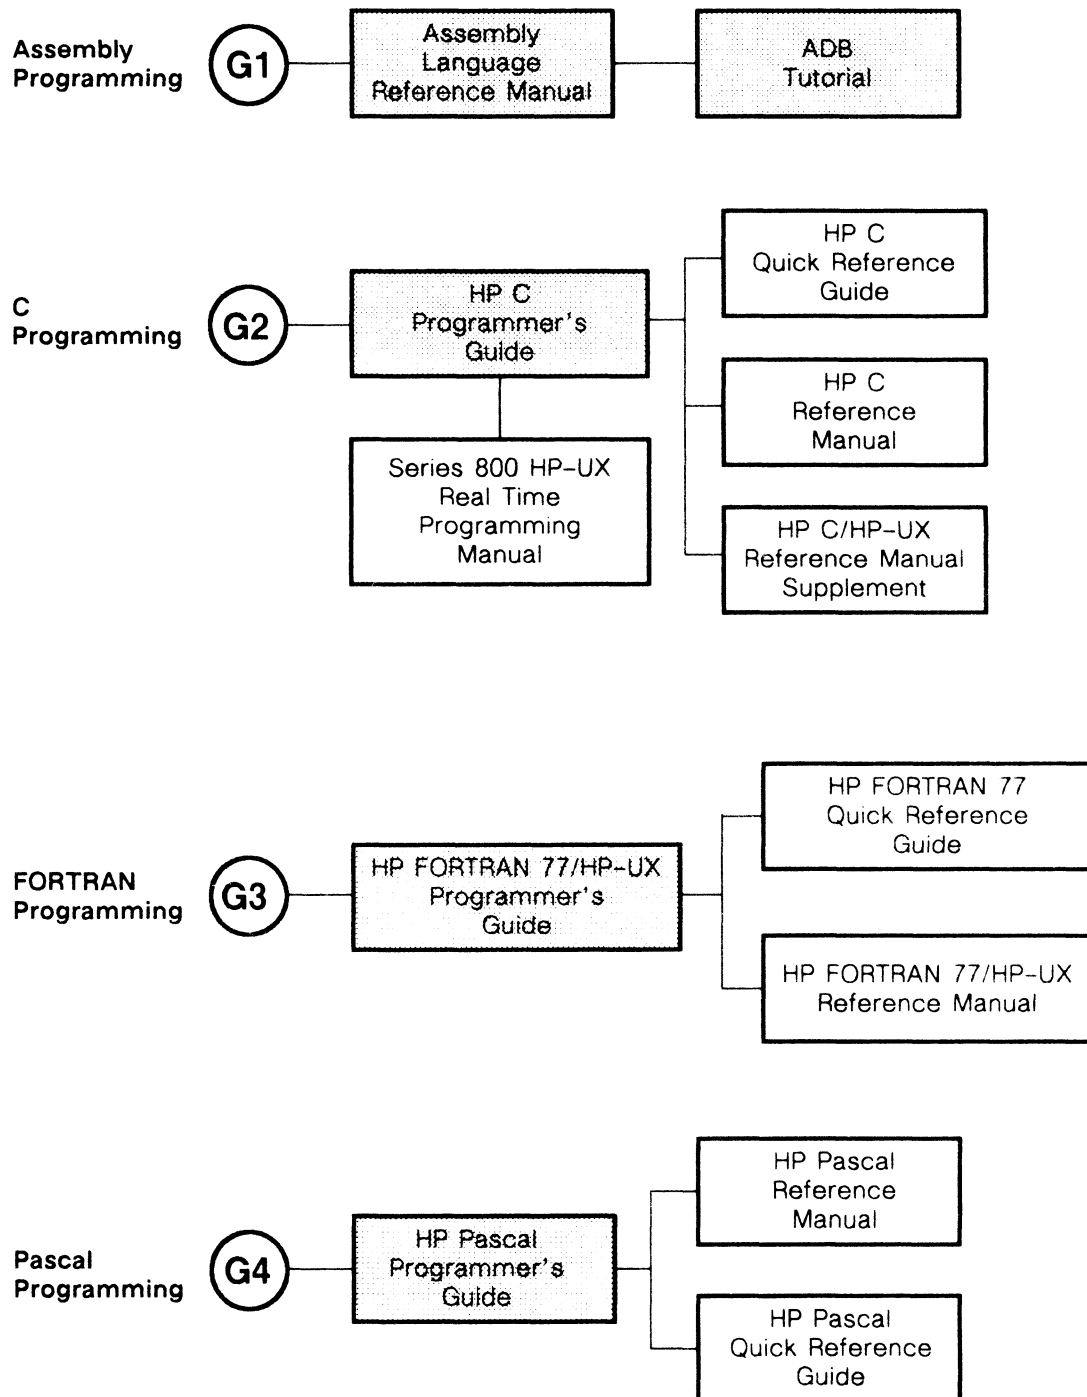 Assembly
Programming
G1
Assembly
Language
Reference Manual
ADB
Tutorial
C
Programming
G2
HP C
Programmer's
Guide
HP C
Quick Reference
Guide
HP C
Reference
Manual
Series 800 HP-UX
Real Time
Programming
Manual
HP C/HP-UX
Reference Manual
Supplement
FORTRAN
Programming
G3
HP FORTRAN 77/HP-UX
Programmer's
Guide
HP FORTRAN 77
Quick Reference
Guide
HP FORTRAN 77/HP-UX
Reference Manual
Pascal
Programming
G4
HP Pascal
Programmer's
Guide
HP Pascal
Reference
Manual
HP Pascal
Quick Reference
Guide